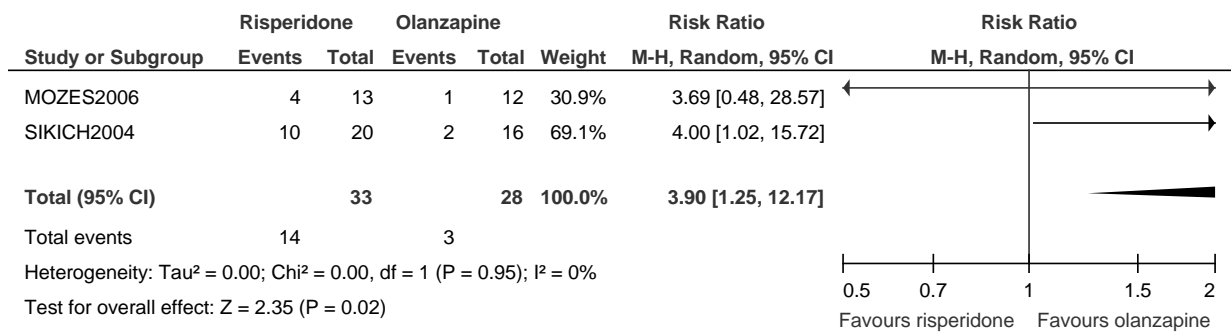 Risperidone Olanzapine Risk Ratio Risk Ratio
Study or Subgroup Events Total Events Total Weight M-H, Random, 95% CI M-H, Random, 95% CI
MOZES2006 4 13 1 12 30.9% 3.69 [0.48, 28.57]
SIKICH2004 10 20 2 16 69.1% 4.00 [1.02, 15.72]
Total (95% CI) 33 28 100.0% 3.90 [1.25, 12.17]
Total events 14 3
Heterogeneity: Tau² = 0.00; Chi² = 0.00, df = 1 (P = 0.95); I² = 0%
Test for overall effect: Z = 2.35 (P = 0.02)
0.5 0.7 1 1.5 2
Favours risperidone Favours olanzapine